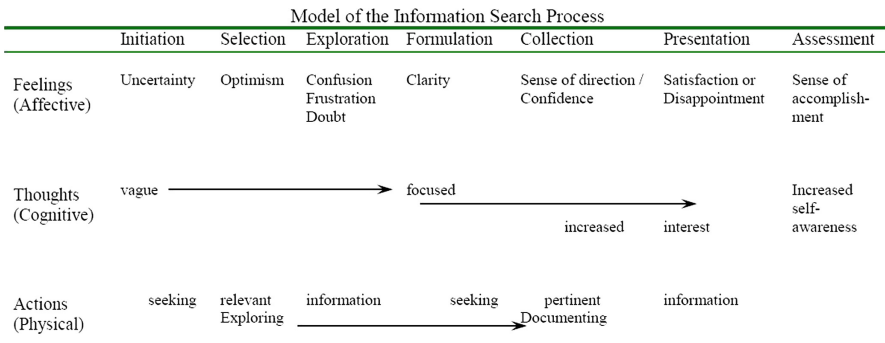 Model of the Information Search Process
Initiation Selection Exploration Formulation Collection Presentation Assessment
Feelings (Affective) Uncertainty Optimism Confusion Frustration Doubt Clarity Sense of direction / Confidence Satisfaction or Disappointment Sense of accomplish-ment
Thoughts (Cognitive) vague focused Increased self-awareness
increased interest
Actions (Physical) seeking relevant information seeking pertinent information
Exploring Documenting